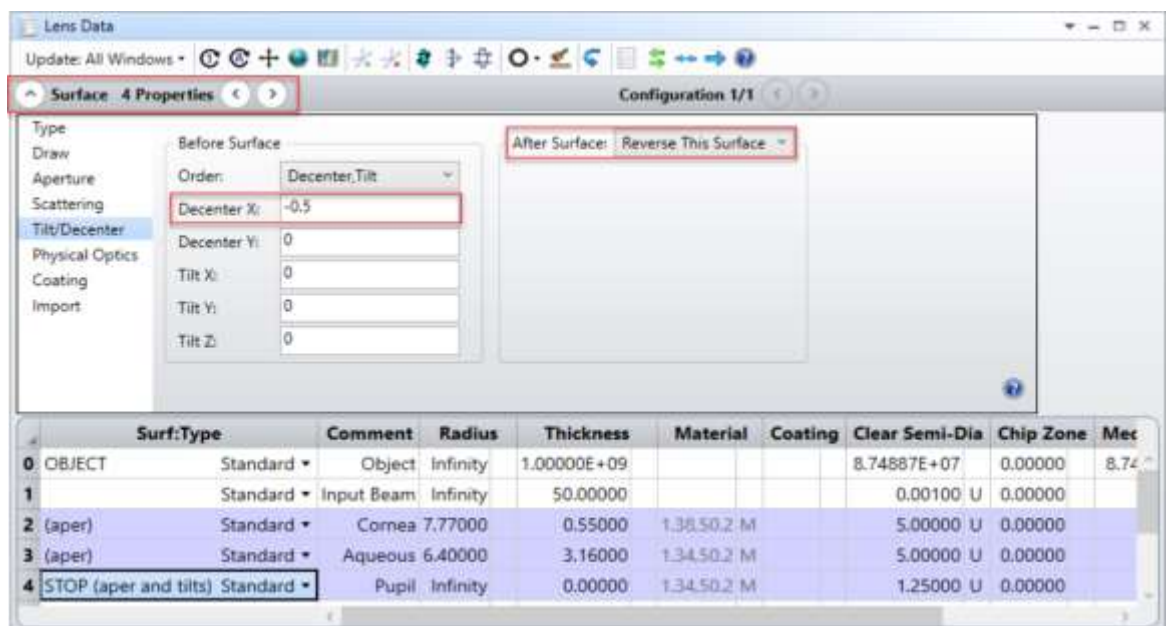 Lens Data
Update: All Windows
Surface 4 Properties
Configuration 1/1
Type
Draw
Aperture
Scattering
Tilt/Decenter
Physical Optics
Coating
Import
Before Surface
Order: Decenter,Tilt
Decenter X: -0.5
Decenter Y: 0
Tilt X: 0
Tilt Y: 0
Tilt Z: 0
After Surface: Reverse This Surface
Surf:Type Comment Radius Thickness Material Coating Clear Semi-Dia Chip Zone Mec
0 OBJECT Standard Object Infinity 1.00000E+09 8.74887E+07 0.00000 8.74
1 Standard Input Beam Infinity 50.00000 0.00100 U 0.00000
2 (aper) Standard Cornea 7.77000 0.55000 1.38,50.2 M 5.00000 U 0.00000
3 (aper) Standard Aqueous 6.40000 3.16000 1.34,50.2 M 5.00000 U 0.00000
4 STOP (aper and tilts) Standard Pupil Infinity 0.00000 1.34,50.2 M 1.25000 U 0.00000